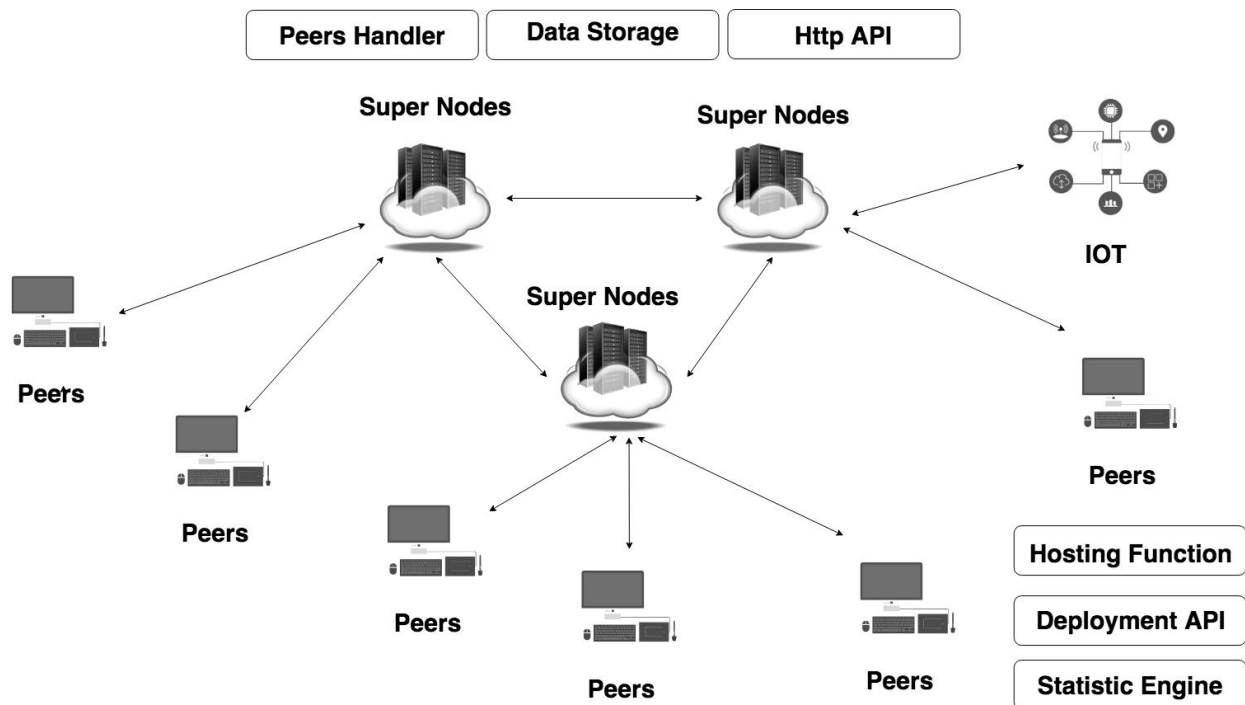 Peers Handler
Data Storage
Http API
Super Nodes
Super Nodes
IOT
Super Nodes
Peers
Peers
Peers
Peers
Peers
Peers
Hosting Function
Deployment API
Statistic Engine